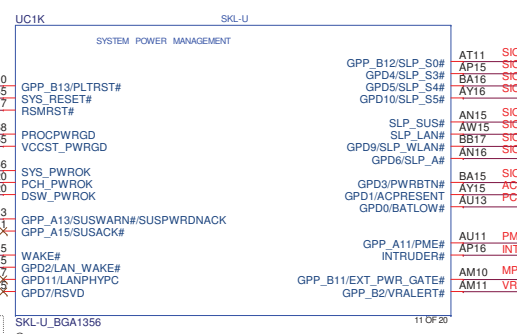 UC1K
SKL-U
SYSTEM POWER MANAGEMENT
GPP_B12/SLP_S0# AT11
GPD4/SLP_S3# AP15
GPD5/SLP_S4# BA16
GPD10/SLP_S5# AY16
GPP_B13/PLTRST#
SYS_RESET#
RSMRST#
SLP_SUS# AN15
SLP_LAN# AW15
GPD9/SLP_WLAN# BB17
GPD6/SLP_A# AN16
PROCPWRGD
VCCST_PWRGD
SYS_PWROK
PCH_PWROK
DSW_PWROK
GPD3/PWRBTN# BA15
GPD1/ACPRESENT AY15
GPD0/BATLOW# AU13
GPP_A13/SUSWARN#/SUSPWRDNACK
GPP_A15/SUSACK#
GPP_A11/PME# AU11
INTRUDER# AP16
WAKE#
GPD2/LAN_WAKE#
GPD11/LANPHYPC
GPD7/RSVD
GPP_B11/EXT_PWR_GATE# AM10
GPP_B2/VRALERT# AM11
SKL-U_BGA1356
11 OF 20